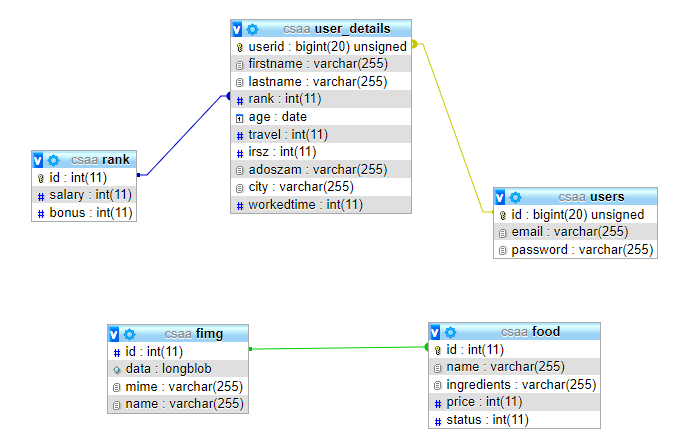 csaa user_details
userid : bigint(20) unsigned
firstname : varchar(255)
lastname : varchar(255)
rank : int(11)
age : date
travel : int(11)
irsz : int(11)
adoszam : varchar(255)
city : varchar(255)
workedtime : int(11)
csaa rank
id : int(11)
salary : int(11)
bonus : int(11)
csaa users
id : bigint(20) unsigned
email : varchar(255)
password : varchar(255)
csaa fimg
id : int(11)
data : longblob
mime : varchar(255)
name : varchar(255)
csaa food
id : int(11)
name : varchar(255)
ingredients : varchar(255)
price : int(11)
status : int(11)